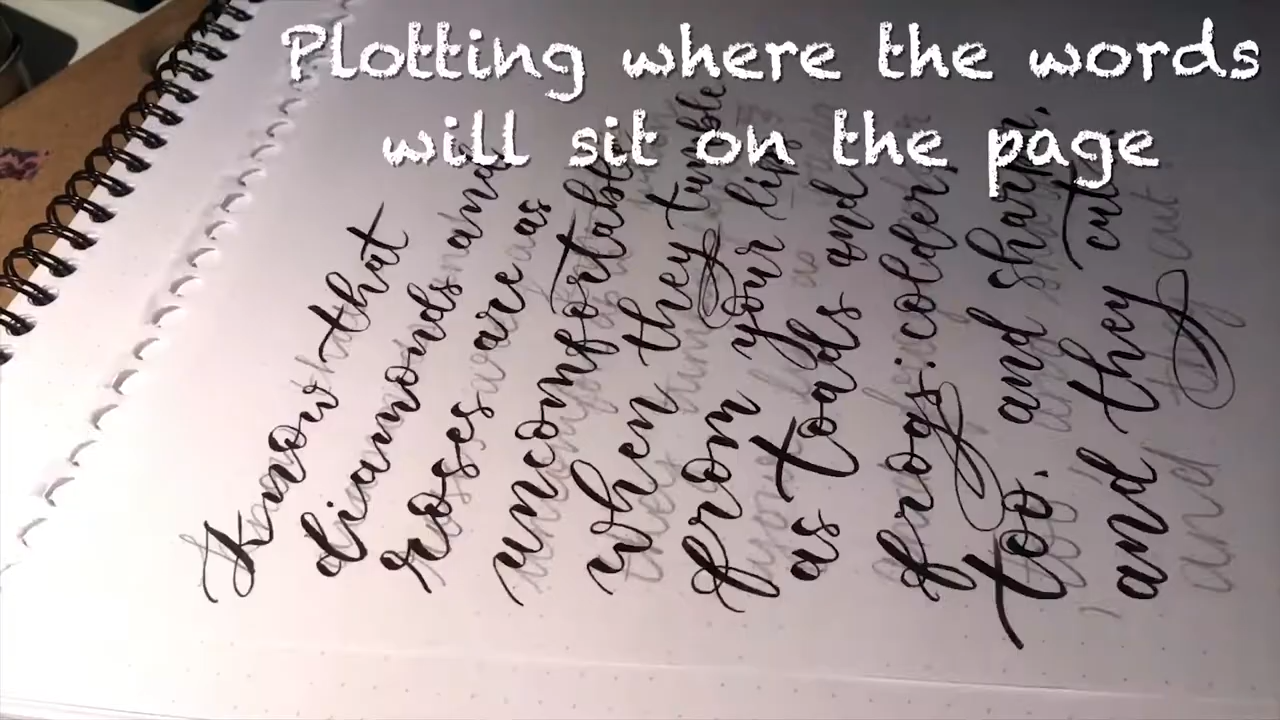 Plotting where the words
will sit on the page
Know that
diamonds and
roses are as
uncomfortable
when they tumble
from your lips
as toads and
frogs: colder,
too, and sharp,
and they cut.